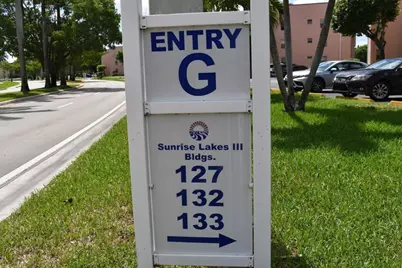 ENTRY
G
Sunrise Lakes III
Bldgs.
127
132
133